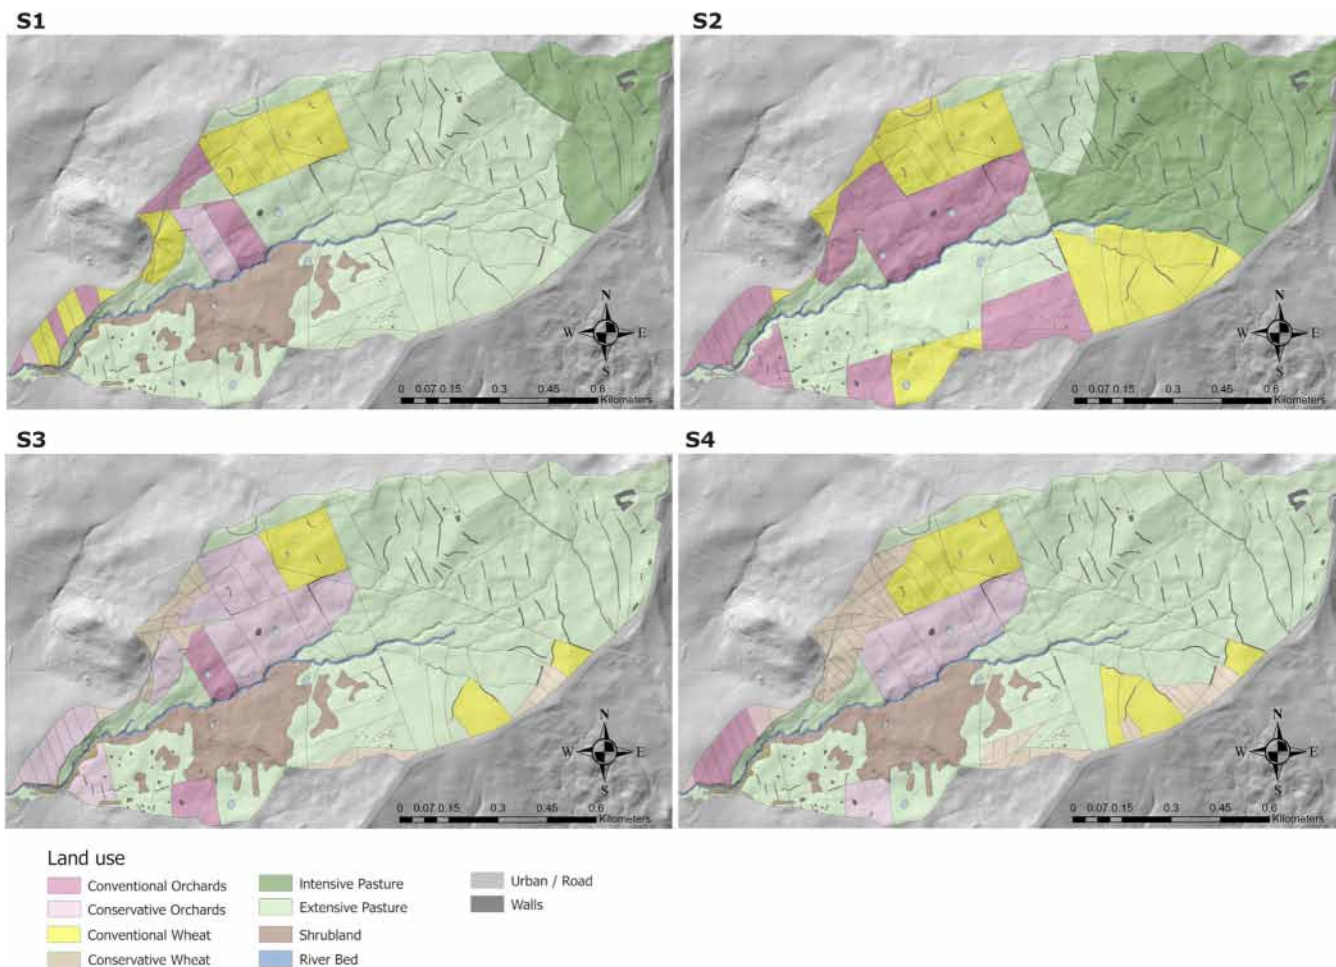 S1
S2
N
W E
S
0 0.07 0.15 0.3 0.45 0.6
Kilometers
N
W E
S
0 0.07 0.15 0.3 0.45 0.6
Kilometers
S3
S4
N
W E
S
0 0.07 0.15 0.3 0.45 0.6
Kilometers
N
W E
S
0 0.07 0.15 0.3 0.45 0.6
Kilometers
Land use
Conventional Orchards
Conservative Orchards
Conventional Wheat
Conservative Wheat
Intensive Pasture
Extensive Pasture
Shrubland
River Bed
Urban / Road
Walls